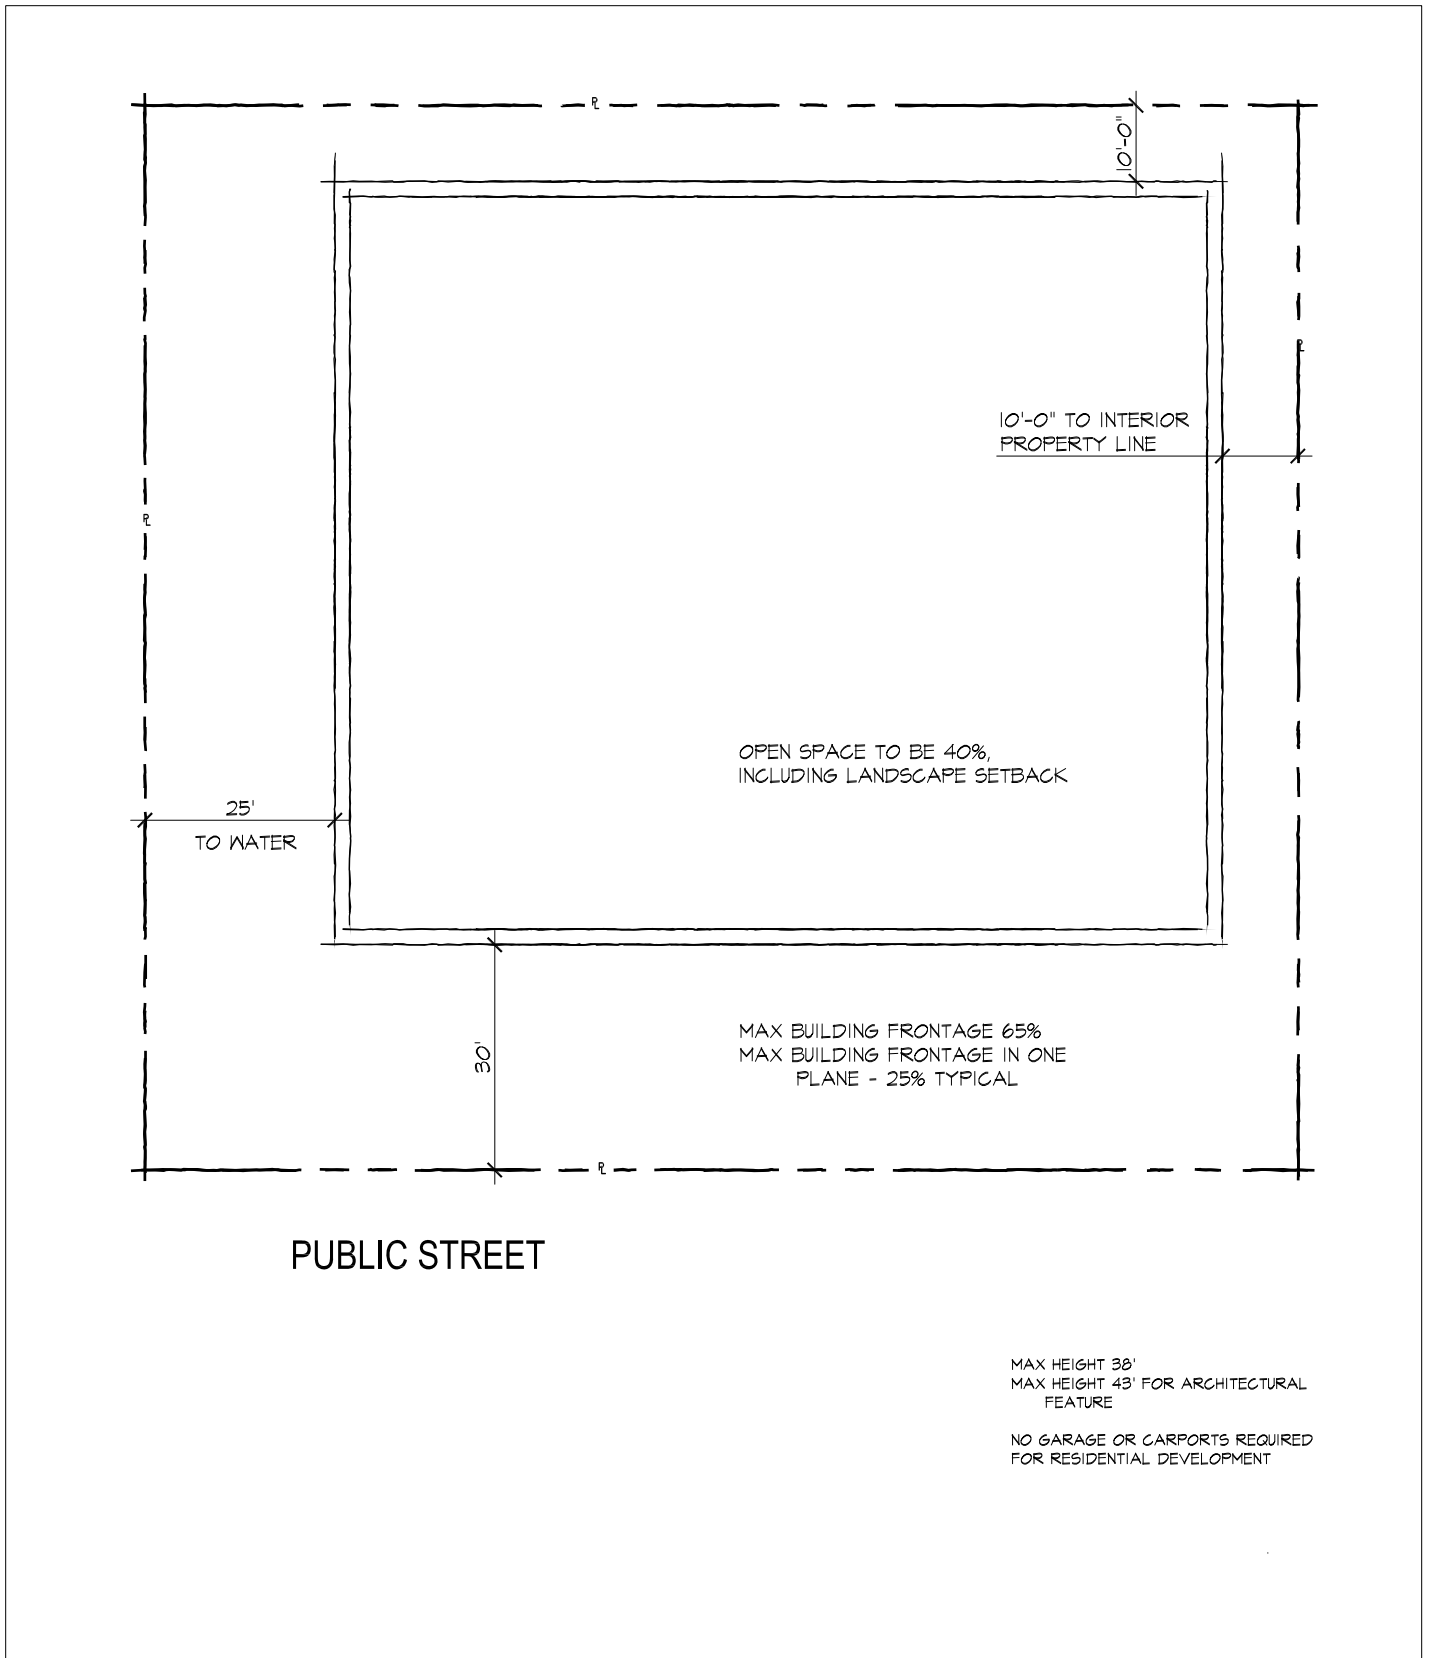 ℄
10'-0"
℄
10'-0" TO INTERIOR
PROPERTY LINE
℄
OPEN SPACE TO BE 40%,
INCLUDING LANDSCAPE SETBACK
25'
TO WATER
30'
MAX BUILDING FRONTAGE 65%
MAX BUILDING FRONTAGE IN ONE
PLANE - 25% TYPICAL
℄
PUBLIC STREET
MAX HEIGHT 38'
MAX HEIGHT 43' FOR ARCHITECTURAL
FEATURE
NO GARAGE OR CARPORTS REQUIRED
FOR RESIDENTIAL DEVELOPMENT